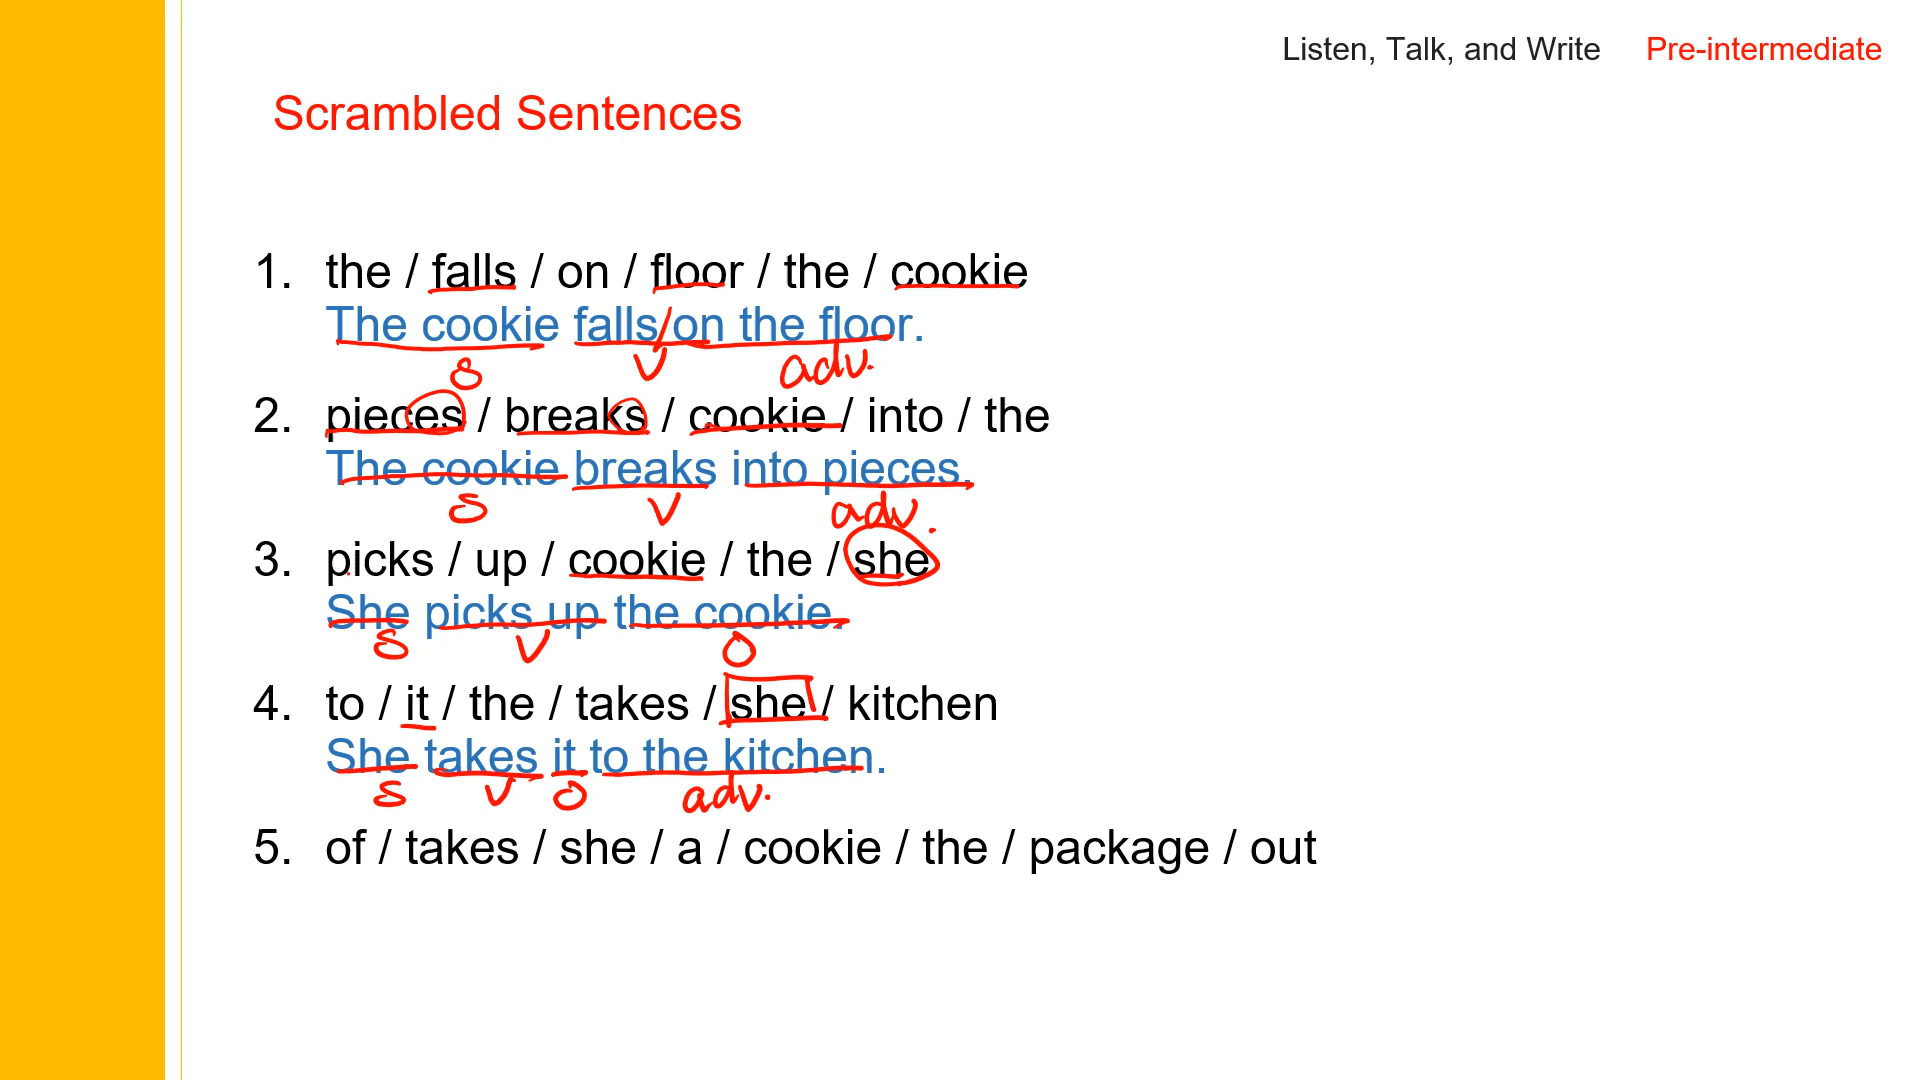 Listen, Talk, and Write Pre-intermediate
Scrambled Sentences
1. the / falls / on / floor / the / cookie
The cookie falls / on the floor.
s v adv.
2. pieces / breaks / cookie / into / the
The cookie breaks into pieces.
s v adv.
3. picks / up / cookie / the / she
She picks up the cookie.
s v o
4. to / it / the / takes / she / kitchen
She takes it to the kitchen.
s v o adv.
5. of / takes / she / a / cookie / the / package / out